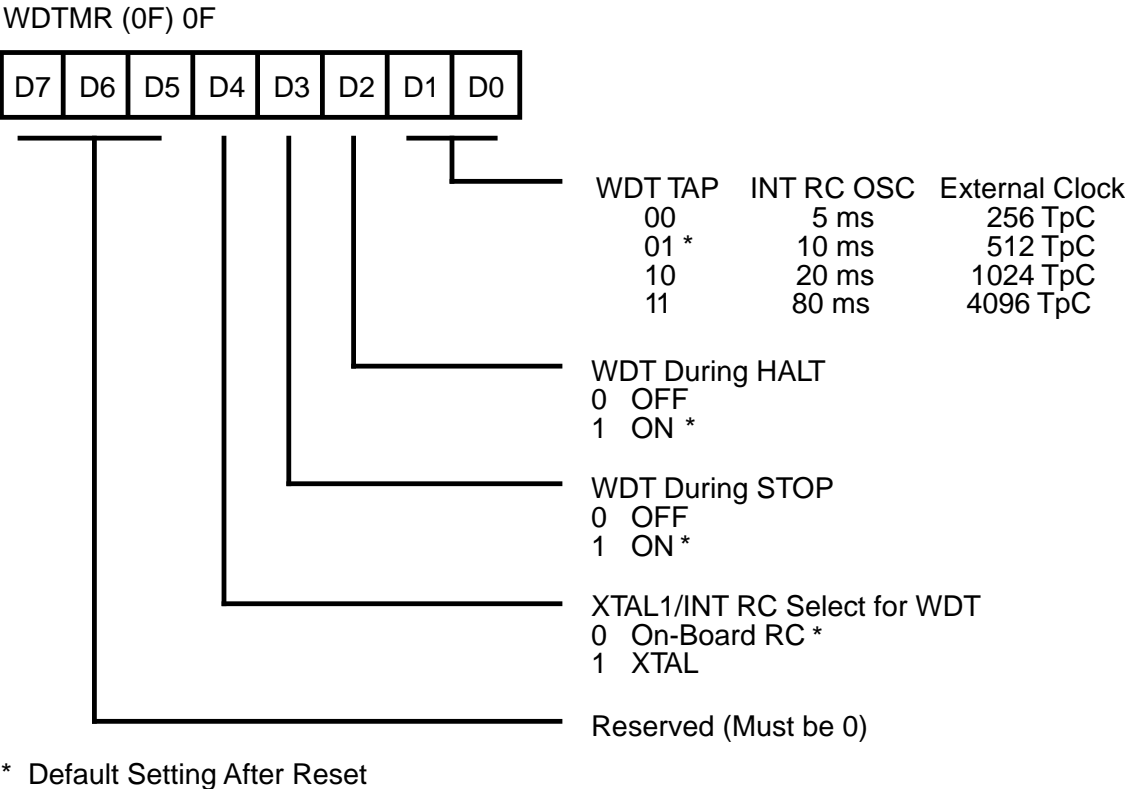 WDTMR (0F) 0F
D7 D6 D5 D4 D3 D2 D1 D0
WDT TAP INT RC OSC External Clock
00 5 ms 256 TpC
01 * 10 ms 512 TpC
10 20 ms 1024 TpC
11 80 ms 4096 TpC
WDT During HALT
0 OFF
1 ON *
WDT During STOP
0 OFF
1 ON *
XTAL1/INT RC Select for WDT
0 On-Board RC *
1 XTAL
Reserved (Must be 0)
* Default Setting After Reset